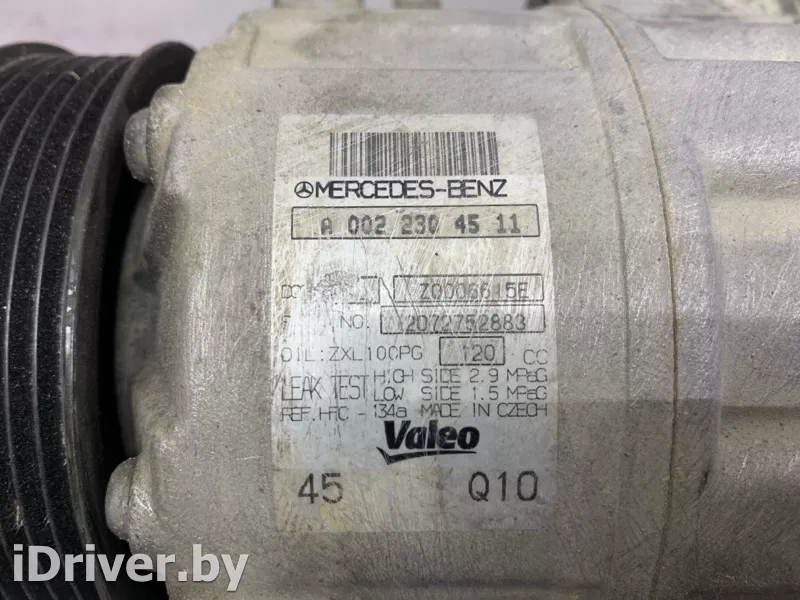 MERCEDES-BENZ
A 002 230 45 11
Z0006615E
NO. 2072752883
OIL:ZXL100PG 120 CC
LEAK TEST HIGH SIDE 2.9 MPaG
LOW SIDE 1.5 MPaG
REF.HFC-134a MADE IN CZECH
Valeo
45 Q10
iDriver.by